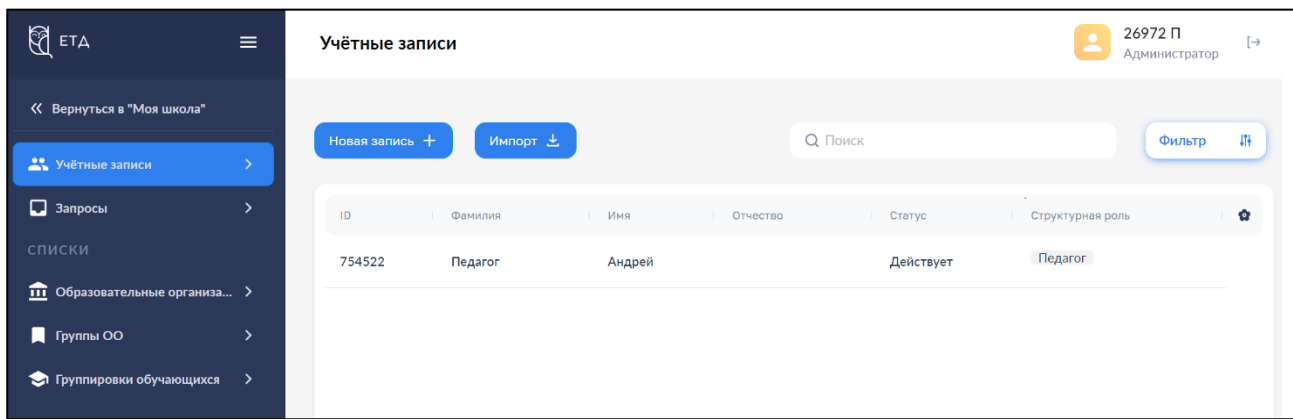 ЕТД
Учётные записи
26972 П
Администратор
Вернуться в "Моя школа"
Новая запись
Импорт
Поиск
Фильтр
Учётные записи
Запросы
ID Фамилия Имя Отчество Статус Структурная роль
СПИСКИ
754522 Педагог Андрей Действует Педагог
Образовательные организа...
Группы ОО
Группировки обучающихся